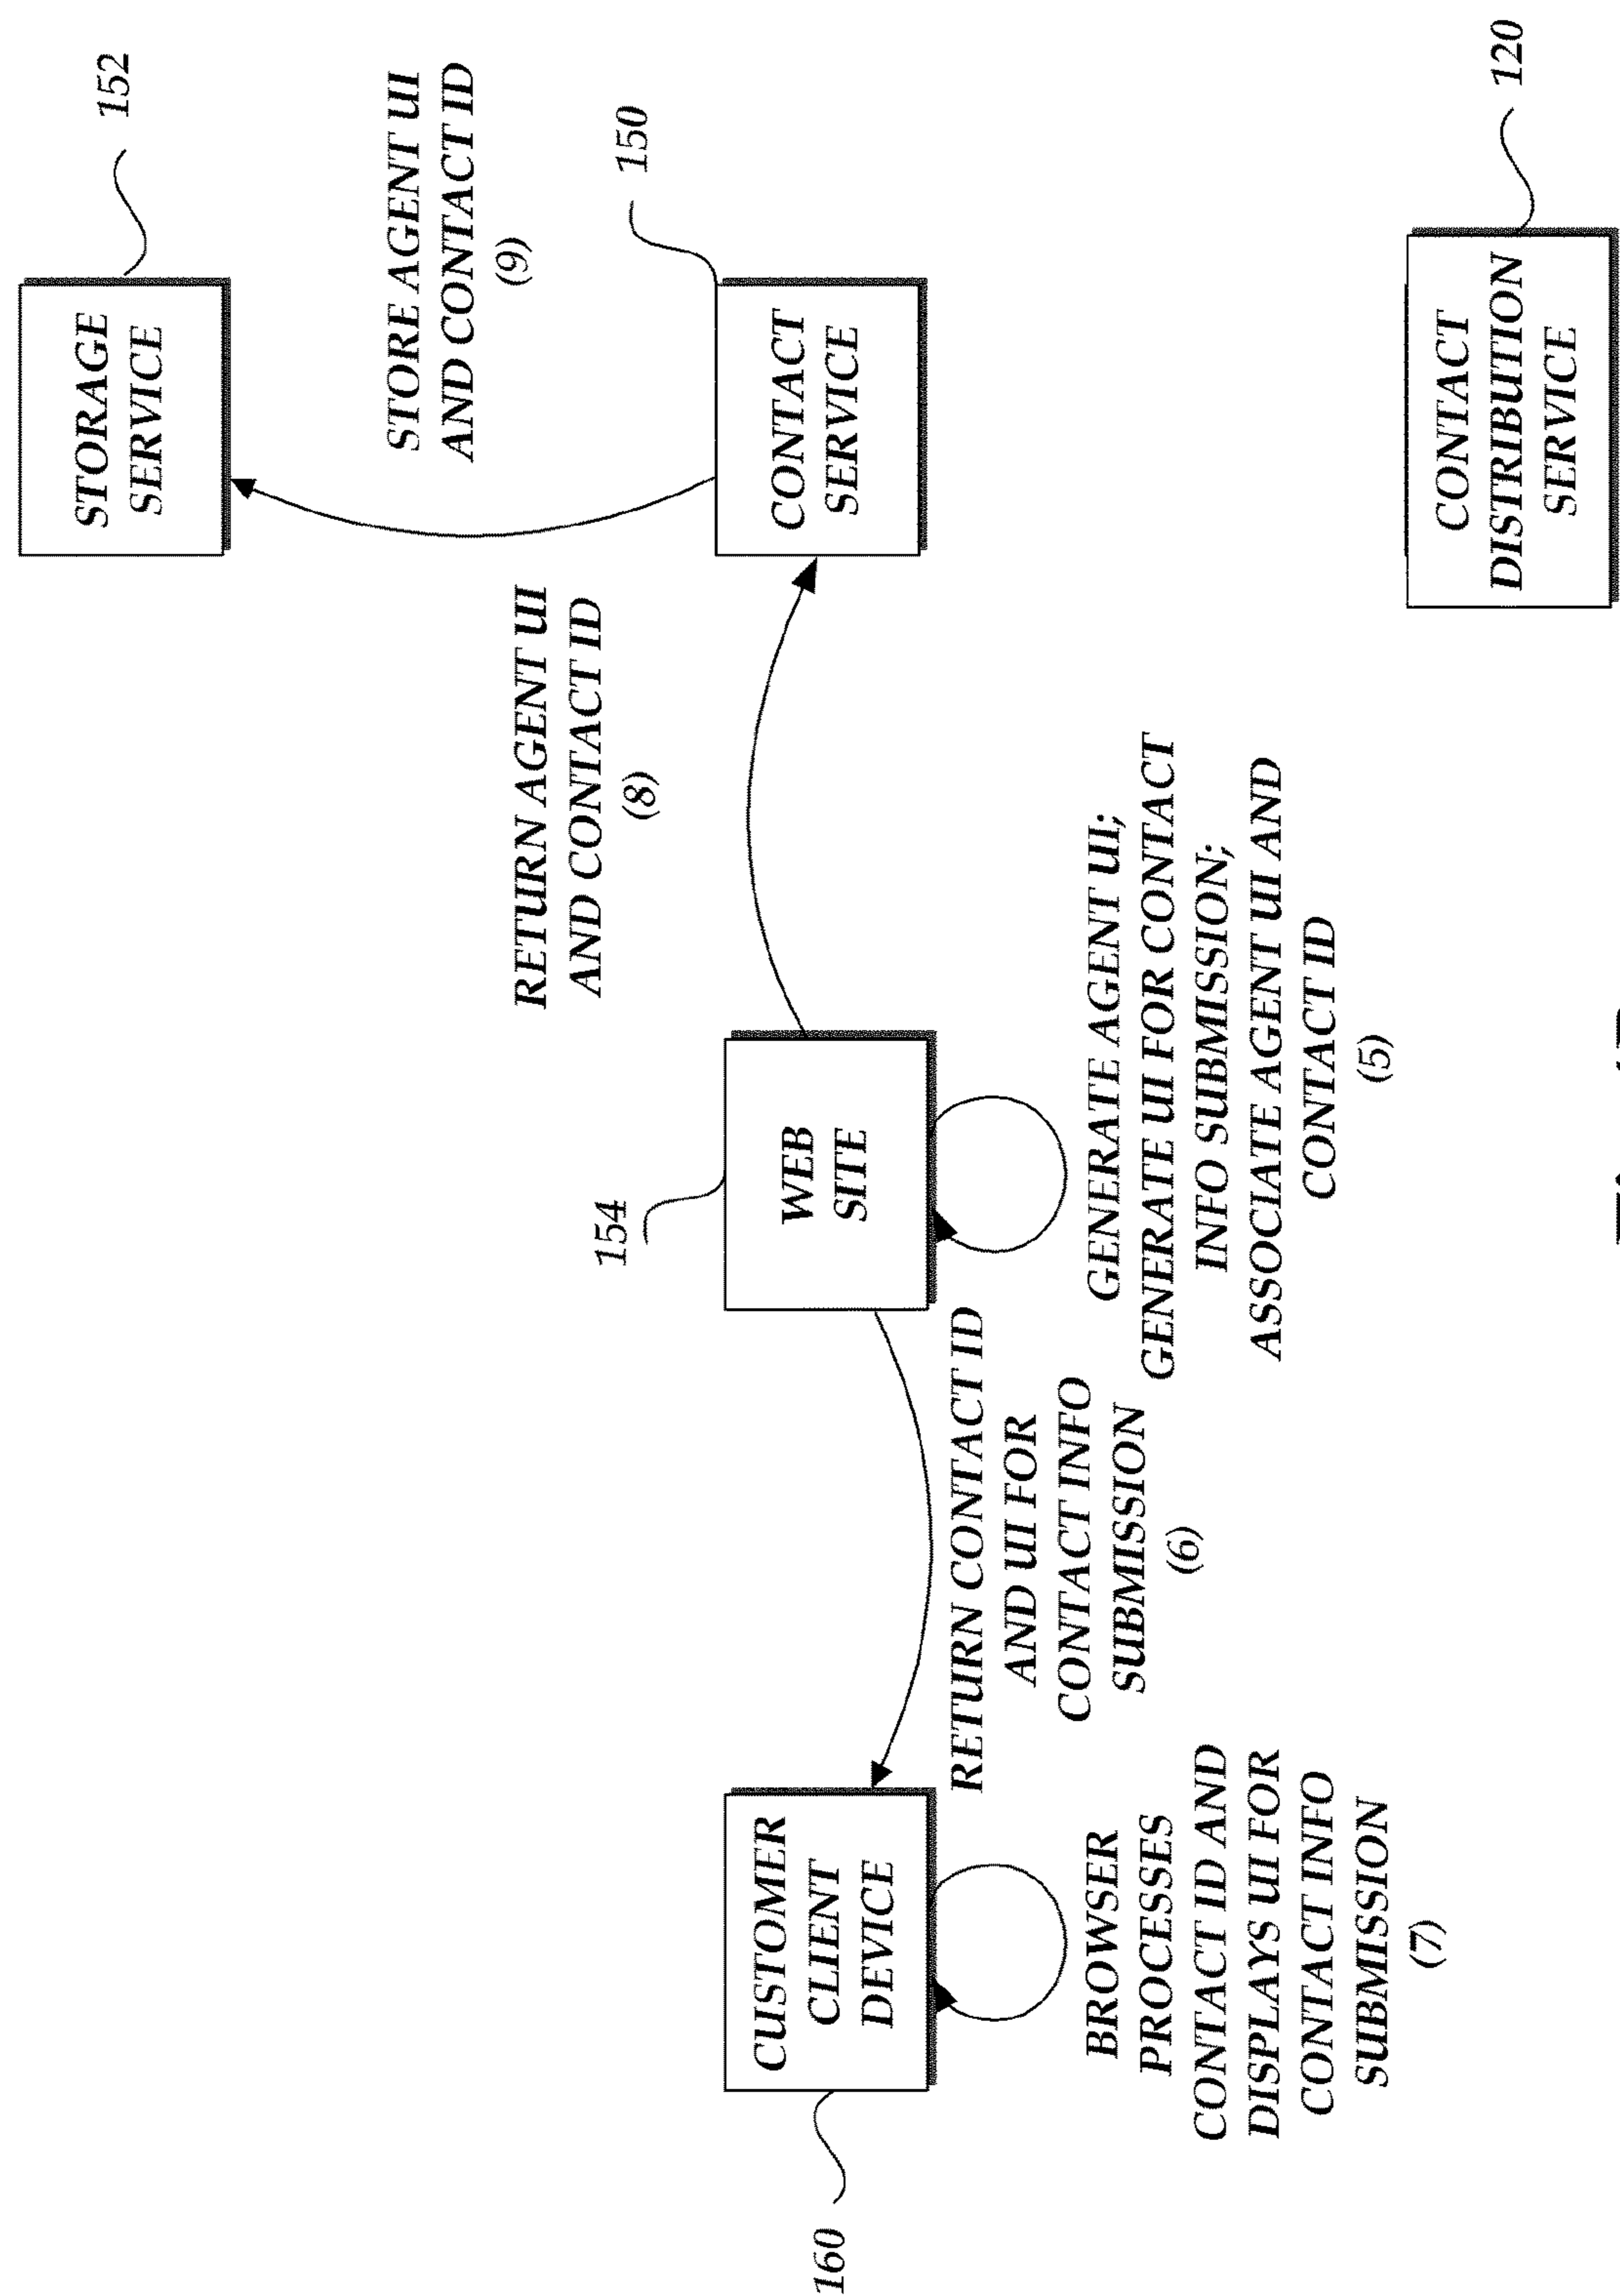 152
STORAGE
SERVICE
STORE AGENT UI
AND CONTACT ID
(9)
150
CONTACT
SERVICE
RETURN AGENT UI
AND CONTACT ID
(8)
120
CONTACT
DISTRIBUTION
SERVICE
154
WEB
SITE
GENERATE AGENT UI;
GENERATE UI FOR CONTACT
INFO SUBMISSION;
ASSOCIATE AGENT UI AND
CONTACT ID
(5)
RETURN CONTACT ID
AND UI FOR
CONTACT INFO
SUBMISSION
(6)
160
CUSTOMER
CLIENT
DEVICE
BROWSER
PROCESSES
CONTACT ID AND
DISPLAYS UI FOR
CONTACT INFO
SUBMISSION
(7)